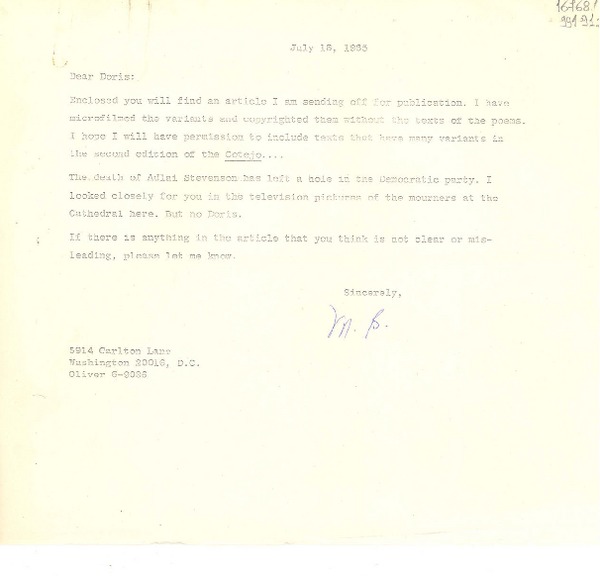 July 18, 1965
Dear Doris:
Enclosed you will find an article I am sending off for publication. I have
microfilmed the variants and copyrighted them without the texts of the poems.
I hope I will have permission to include texts that have many variants in
the second edition of the Cotejo....
The death of Adlai Stevenson has left a hole in the Democratic party. I
looked closely for you in the television pictures of the mourners at the
Cathedral here. But no Doris.
If there is anything in the article that you think is not clear or mis-
leading, please let me know.
Sincerely,
M. B.
5914 Carlton Lane
Washington 20016, D.C.
Oliver